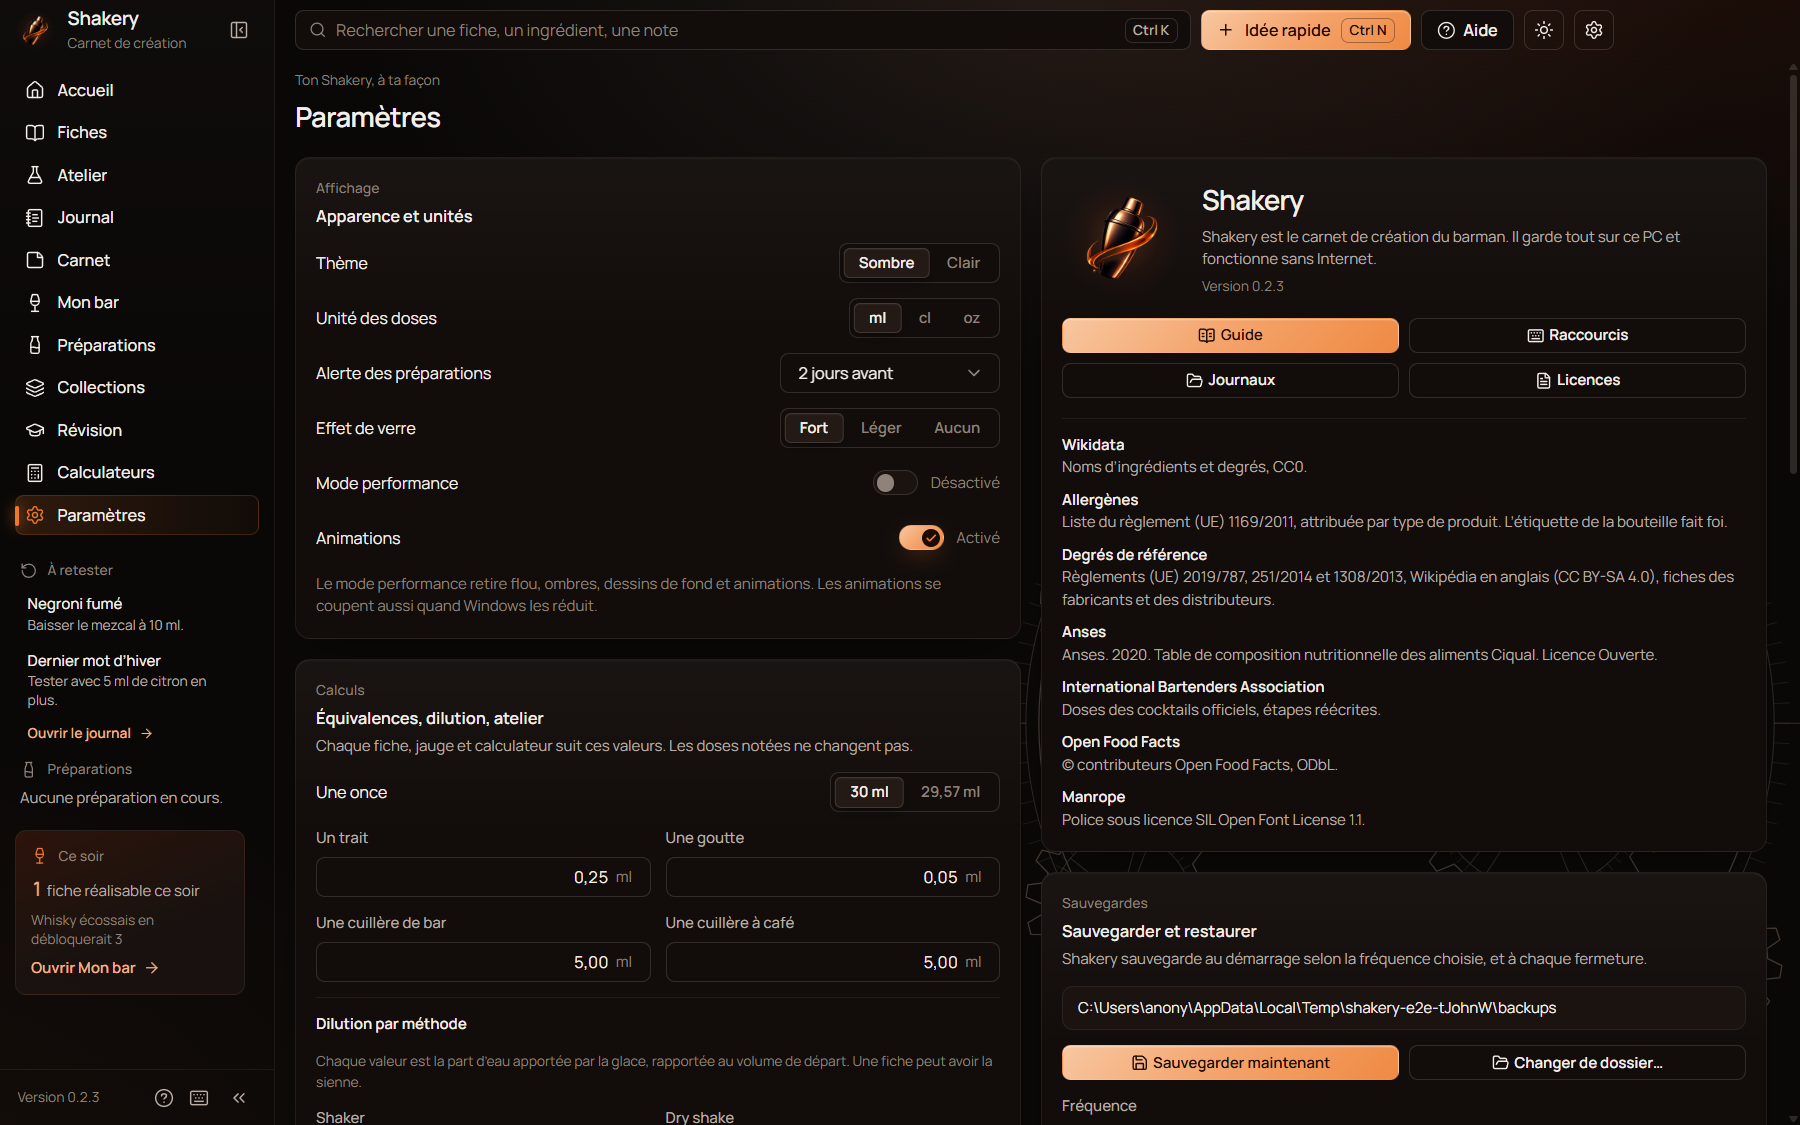 Shakery
Carnet de création
Rechercher une fiche, un ingrédient, une note
Ctrl K
Idée rapide
Ctrl N
Aide
Accueil
Fiches
Atelier
Journal
Carnet
Mon bar
Préparations
Collections
Révision
Calculateurs
Paramètres
À retester
Negroni fumé
Baisser le mezcal à 10 ml.
Dernier mot d'hiver
Tester avec 5 ml de citron en
plus.
Ouvrir le journal
Préparations
Aucune préparation en cours.
Ce soir
1 fiche réalisable ce soir
Whisky écossais en
débloquerait 3
Ouvrir Mon bar
Version 0.2.3
Ton Shakery, à ta façon
Paramètres
Affichage
Apparence et unités
Thème
Sombre
Clair
Unité des doses
ml
cl
oz
Alerte des préparations
2 jours avant
Effet de verre
Fort
Léger
Aucun
Mode performance
Désactivé
Animations
Activé
Le mode performance retire flou, ombres, dessins de fond et animations. Les animations se
coupent aussi quand Windows les réduit.
Calculs
Équivalences, dilution, atelier
Chaque fiche, jauge et calculateur suit ces valeurs. Les doses notées ne changent pas.
Une once
30 ml
29,57 ml
Un trait
Une goutte
0,25 ml
0,05 ml
Une cuillère de bar
Une cuillère à café
5,00 ml
5,00 ml
Dilution par méthode
Chaque valeur est la part d'eau apportée par la glace, rapportée au volume de départ. Une fiche peut avoir la
sienne.
Shaker
Dry shake
Shakery
Shakery est le carnet de création du barman. Il garde tout sur ce PC et
fonctionne sans Internet.
Version 0.2.3
Guide
Raccourcis
Journaux
Licences
Wikidata
Noms d'ingrédients et degrés, CC0.
Allergènes
Liste du règlement (UE) 1169/2011, attribuée par type de produit. L'étiquette de la bouteille fait foi.
Degrés de référence
Règlements (UE) 2019/787, 251/2014 et 1308/2013, Wikipédia en anglais (CC BY-SA 4.0), fiches des
fabricants et des distributeurs.
Anses
Anses. 2020. Table de composition nutritionnelle des aliments Ciqual. Licence Ouverte.
International Bartenders Association
Doses des cocktails officiels, étapes réécrites.
Open Food Facts
© contributeurs Open Food Facts, ODbL.
Manrope
Police sous licence SIL Open Font License 1.1.
Sauvegardes
Sauvegarder et restaurer
Shakery sauvegarde au démarrage selon la fréquence choisie, et à chaque fermeture.
C:\Users\anony\AppData\Local\Temp\shakery-e2e-tJohnW\backups
Sauvegarder maintenant
Changer de dossier…
Fréquence